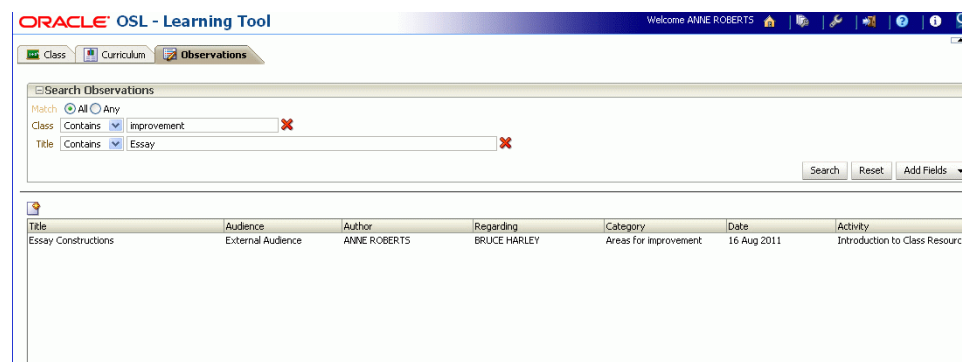 ORACLE OSL - Learning Tool Welcome ANNE ROBERTS
Class Curriculum Observations
Search Observations
Match All Any
Class Contains improvement
Title Contains Essay
Search Reset Add Fields
Title Audience Author Regarding Category Date Activity
Essay Constructions External Audience ANNE ROBERTS BRUCE HARLEY Areas for improvement 16 Aug 2011 Introduction to Class Resourc